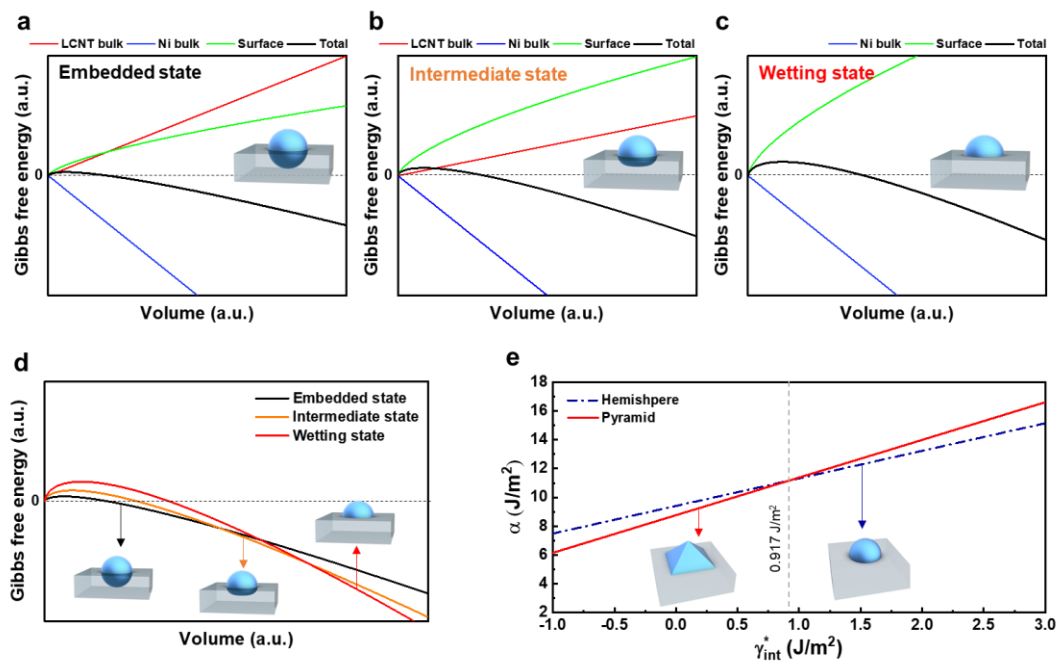 a
LCNT bulk Ni bulk Surface Total
Embedded state
Gibbs free energy (a.u.)
0
Volume (a.u.)
b
LCNT bulk Ni bulk Surface Total
Intermediate state
Gibbs free energy (a.u.)
0
Volume (a.u.)
c
Ni bulk Surface Total
Wetting state
Gibbs free energy (a.u.)
0
Volume (a.u.)
d
Embedded state
Intermediate state
Wetting state
Gibbs free energy (a.u.)
0
Volume (a.u.)
e
Hemishpere
Pyramid
α (J/m²)
18
16
14
12
10
8
6
4
2
0.917 J/m²
-1.0 -0.5 0.0 0.5 1.0 1.5 2.0 2.5 3.0
γ*int (J/m²)